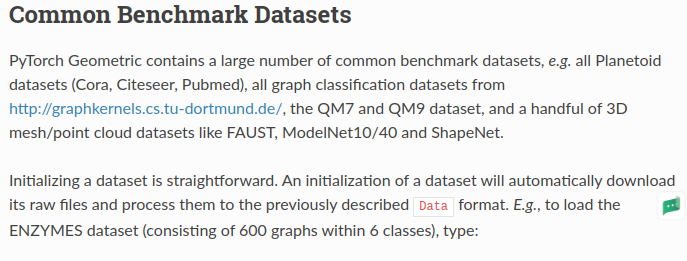 Common Benchmark Datasets
PyTorch Geometric contains a large number of common benchmark datasets, e.g. all Planetoid
datasets (Cora, Citeseer, Pubmed), all graph classification datasets from
http://graphkernels.cs.tu-dortmund.de/, the QM7 and QM9 dataset, and a handful of 3D
mesh/point cloud datasets like FAUST, ModelNet10/40 and ShapeNet.
Initializing a dataset is straightforward. An initialization of a dataset will automatically download
its raw files and process them to the previously described Data format. E.g., to load the
ENZYMES dataset (consisting of 600 graphs within 6 classes), type: